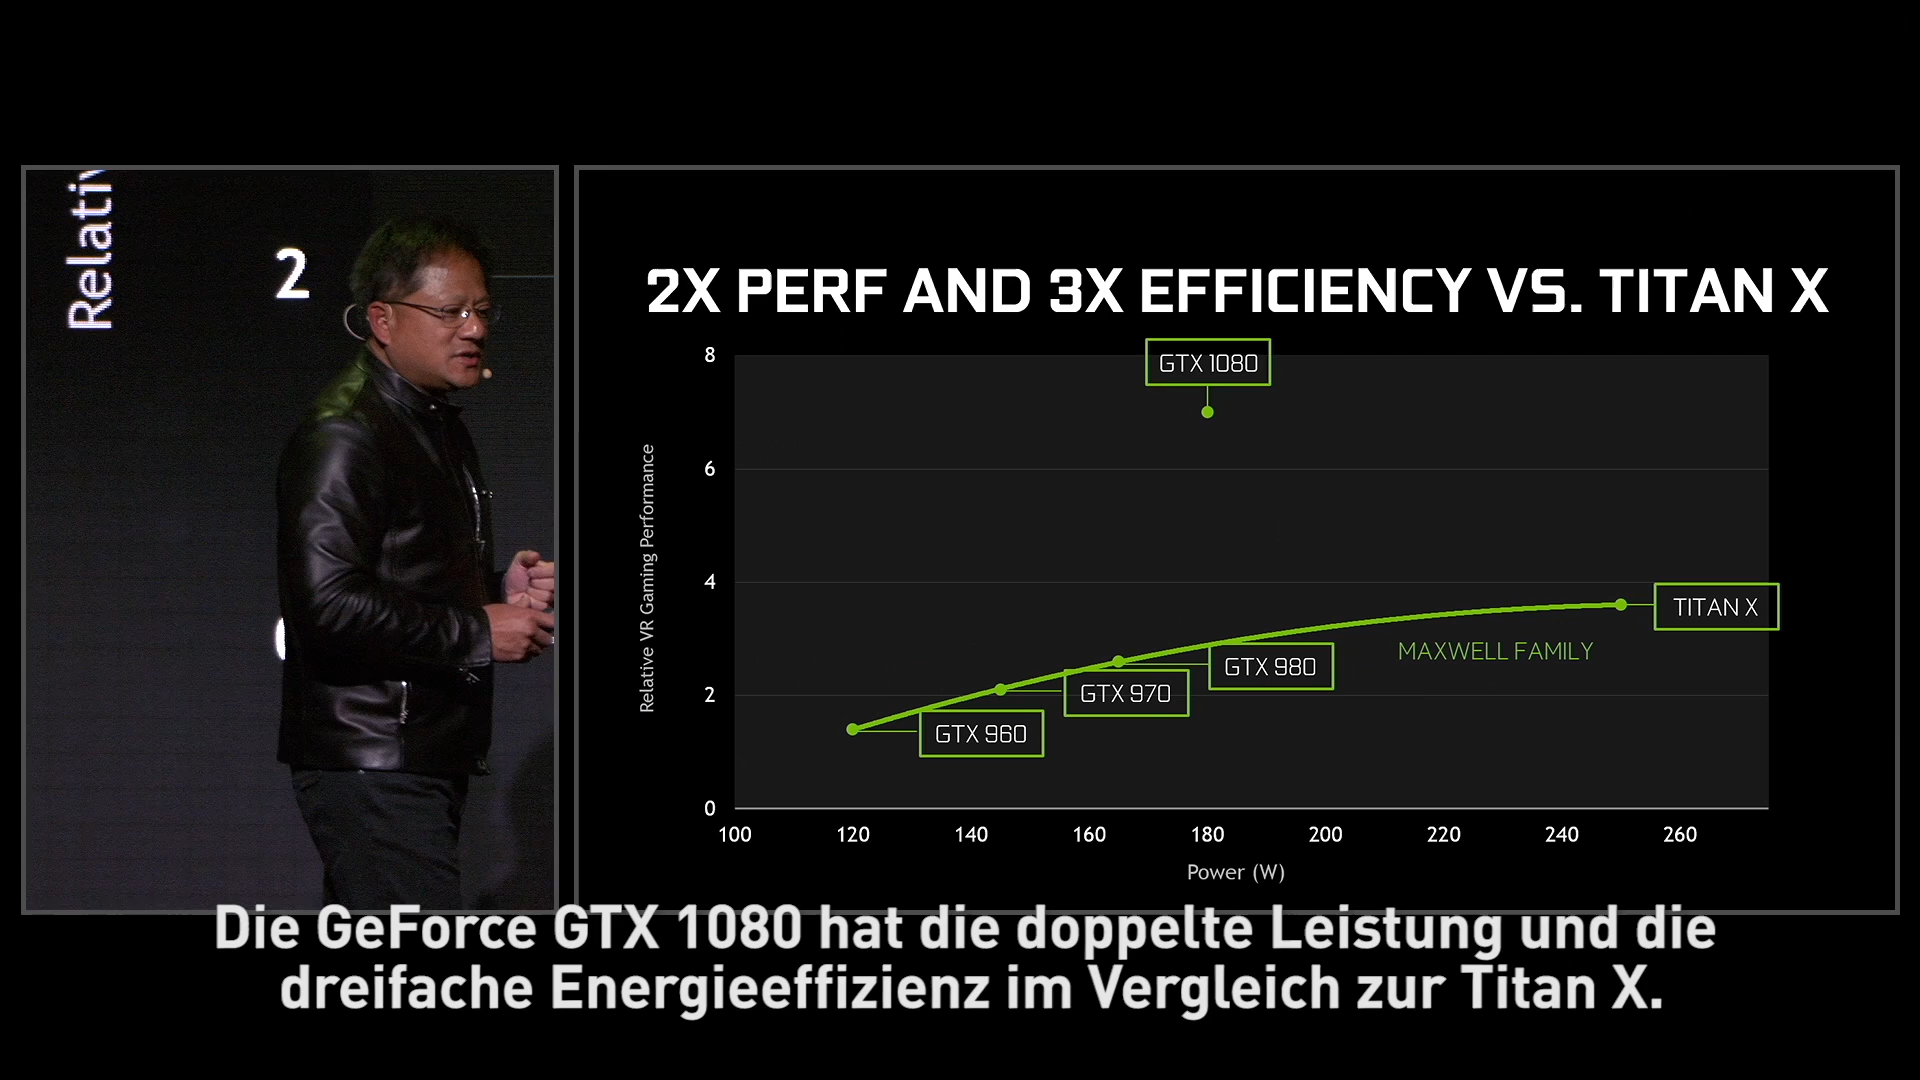 Relativ
2
2X PERF AND 3X EFFICIENCY VS. TITAN X
8
GTX 1080
6
Relative VR Gaming Performance
4
TITAN X
MAXWELL FAMILY
GTX 980
2
GTX 970
GTX 960
0
100 120 140 160 180 200 220 240 260
Power (W)
Die GeForce GTX 1080 hat die doppelte Leistung und die
dreifache Energieeffizienz im Vergleich zur Titan X.